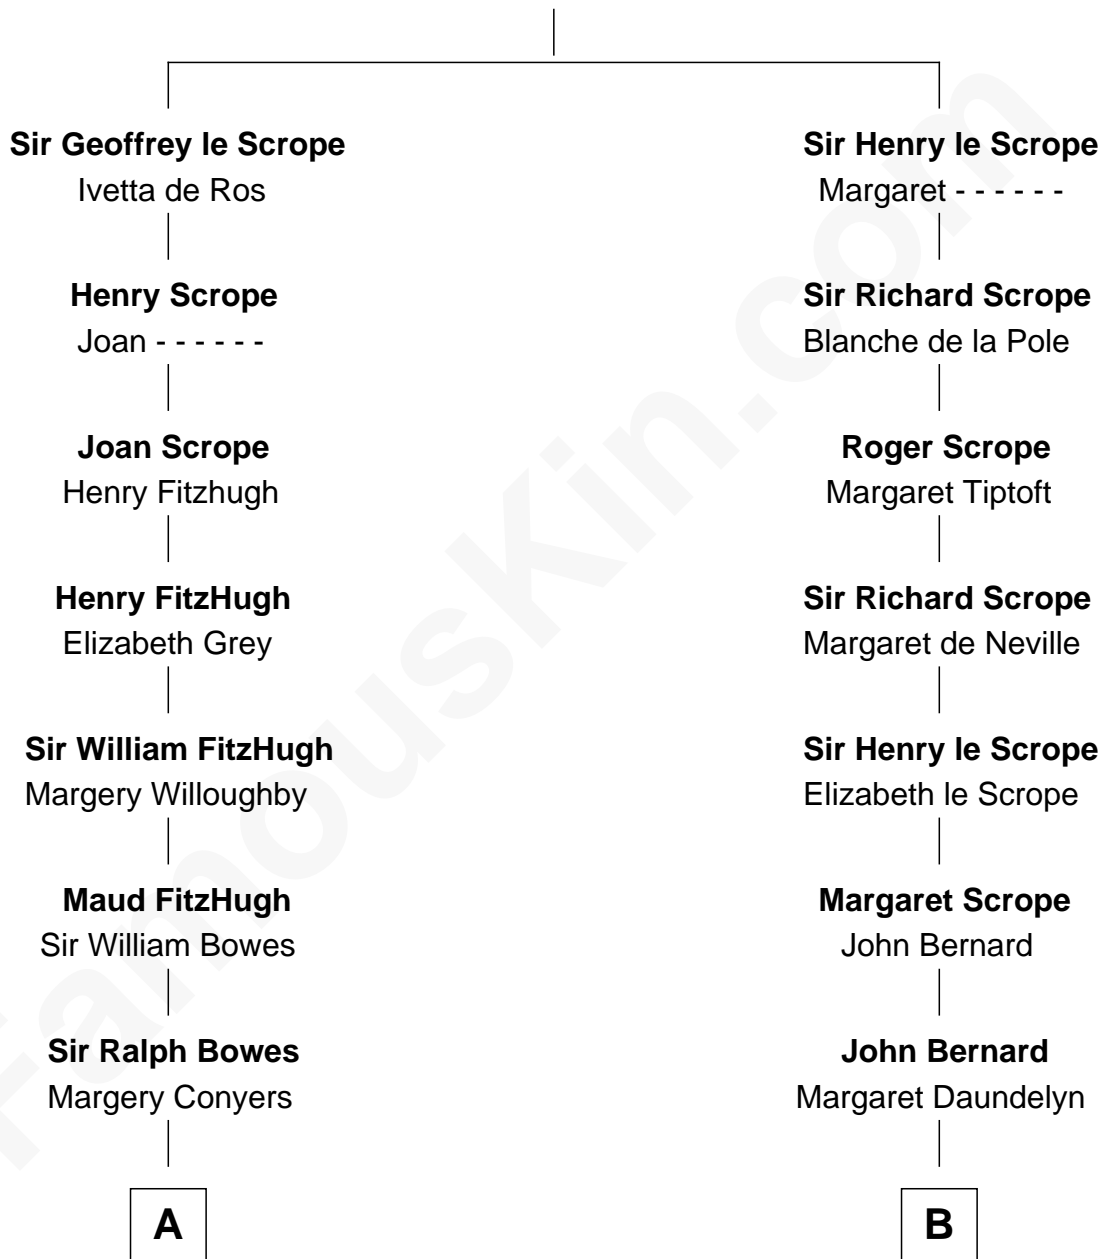 Sir Geoffrey le Scrope
Ivetta de Ros
Henry Scrope
Joan - - - - - -
Joan Scrope
Henry Fitzhugh
Henry FitzHugh
Elizabeth Grey
Sir William FitzHugh
Margery Willoughby
Maud FitzHugh
Sir William Bowes
Sir Ralph Bowes
Margery Conyers
A
Sir Henry le Scrope
Margaret - - - - - -
Sir Richard Scrope
Blanche de la Pole
Roger Scrope
Margaret Tiptoft
Sir Richard Scrope
Margaret de Neville
Sir Henry le Scrope
Elizabeth le Scrope
Margaret Scrope
John Bernard
John Bernard
Margaret Daundelyn
B
FamousKin.com